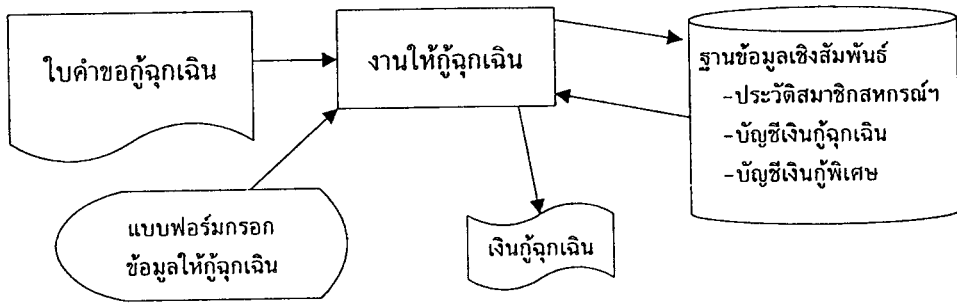 ใบคำขอกู้ฉุกเฉิน
งานให้กู้ฉุกเฉิน
ฐานข้อมูลเชิงสัมพันธ์
-ประวัติสมาชิกสหกรณ์ฯ
-บัญชีเงินกู้ฉุกเฉิน
-บัญชีเงินกู้พิเศษ
แบบฟอร์มกรอก
ข้อมูลให้กู้ฉุกเฉิน
เงินกู้ฉุกเฉิน